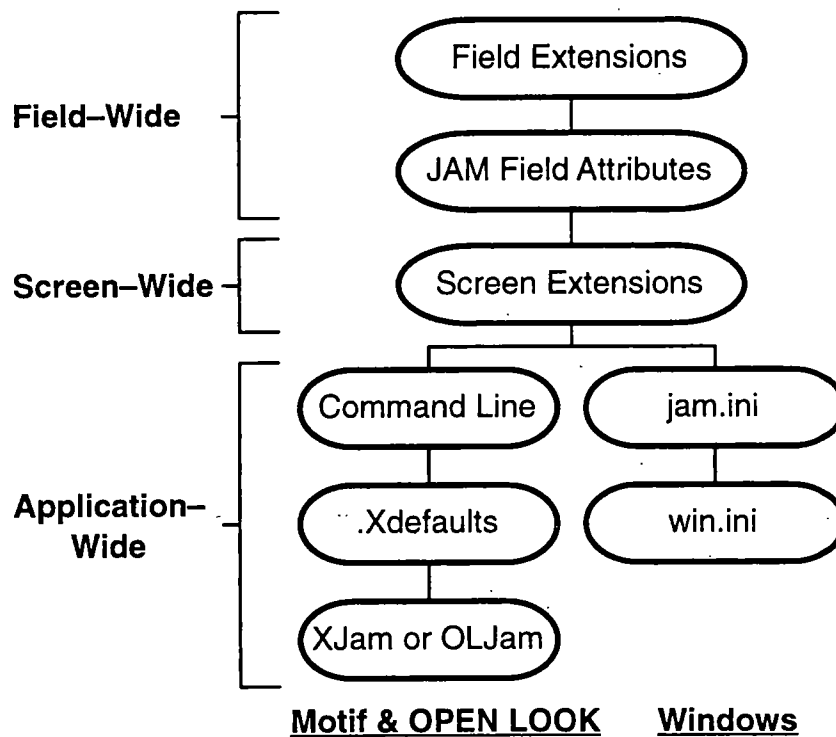 Field Extensions
Field–Wide
JAM Field Attributes
Screen–Wide
Screen Extensions
Command Line
jam.ini
Application–
Wide
.Xdefaults
win.ini
XJam or OLJam
Motif & OPEN LOOK
Windows